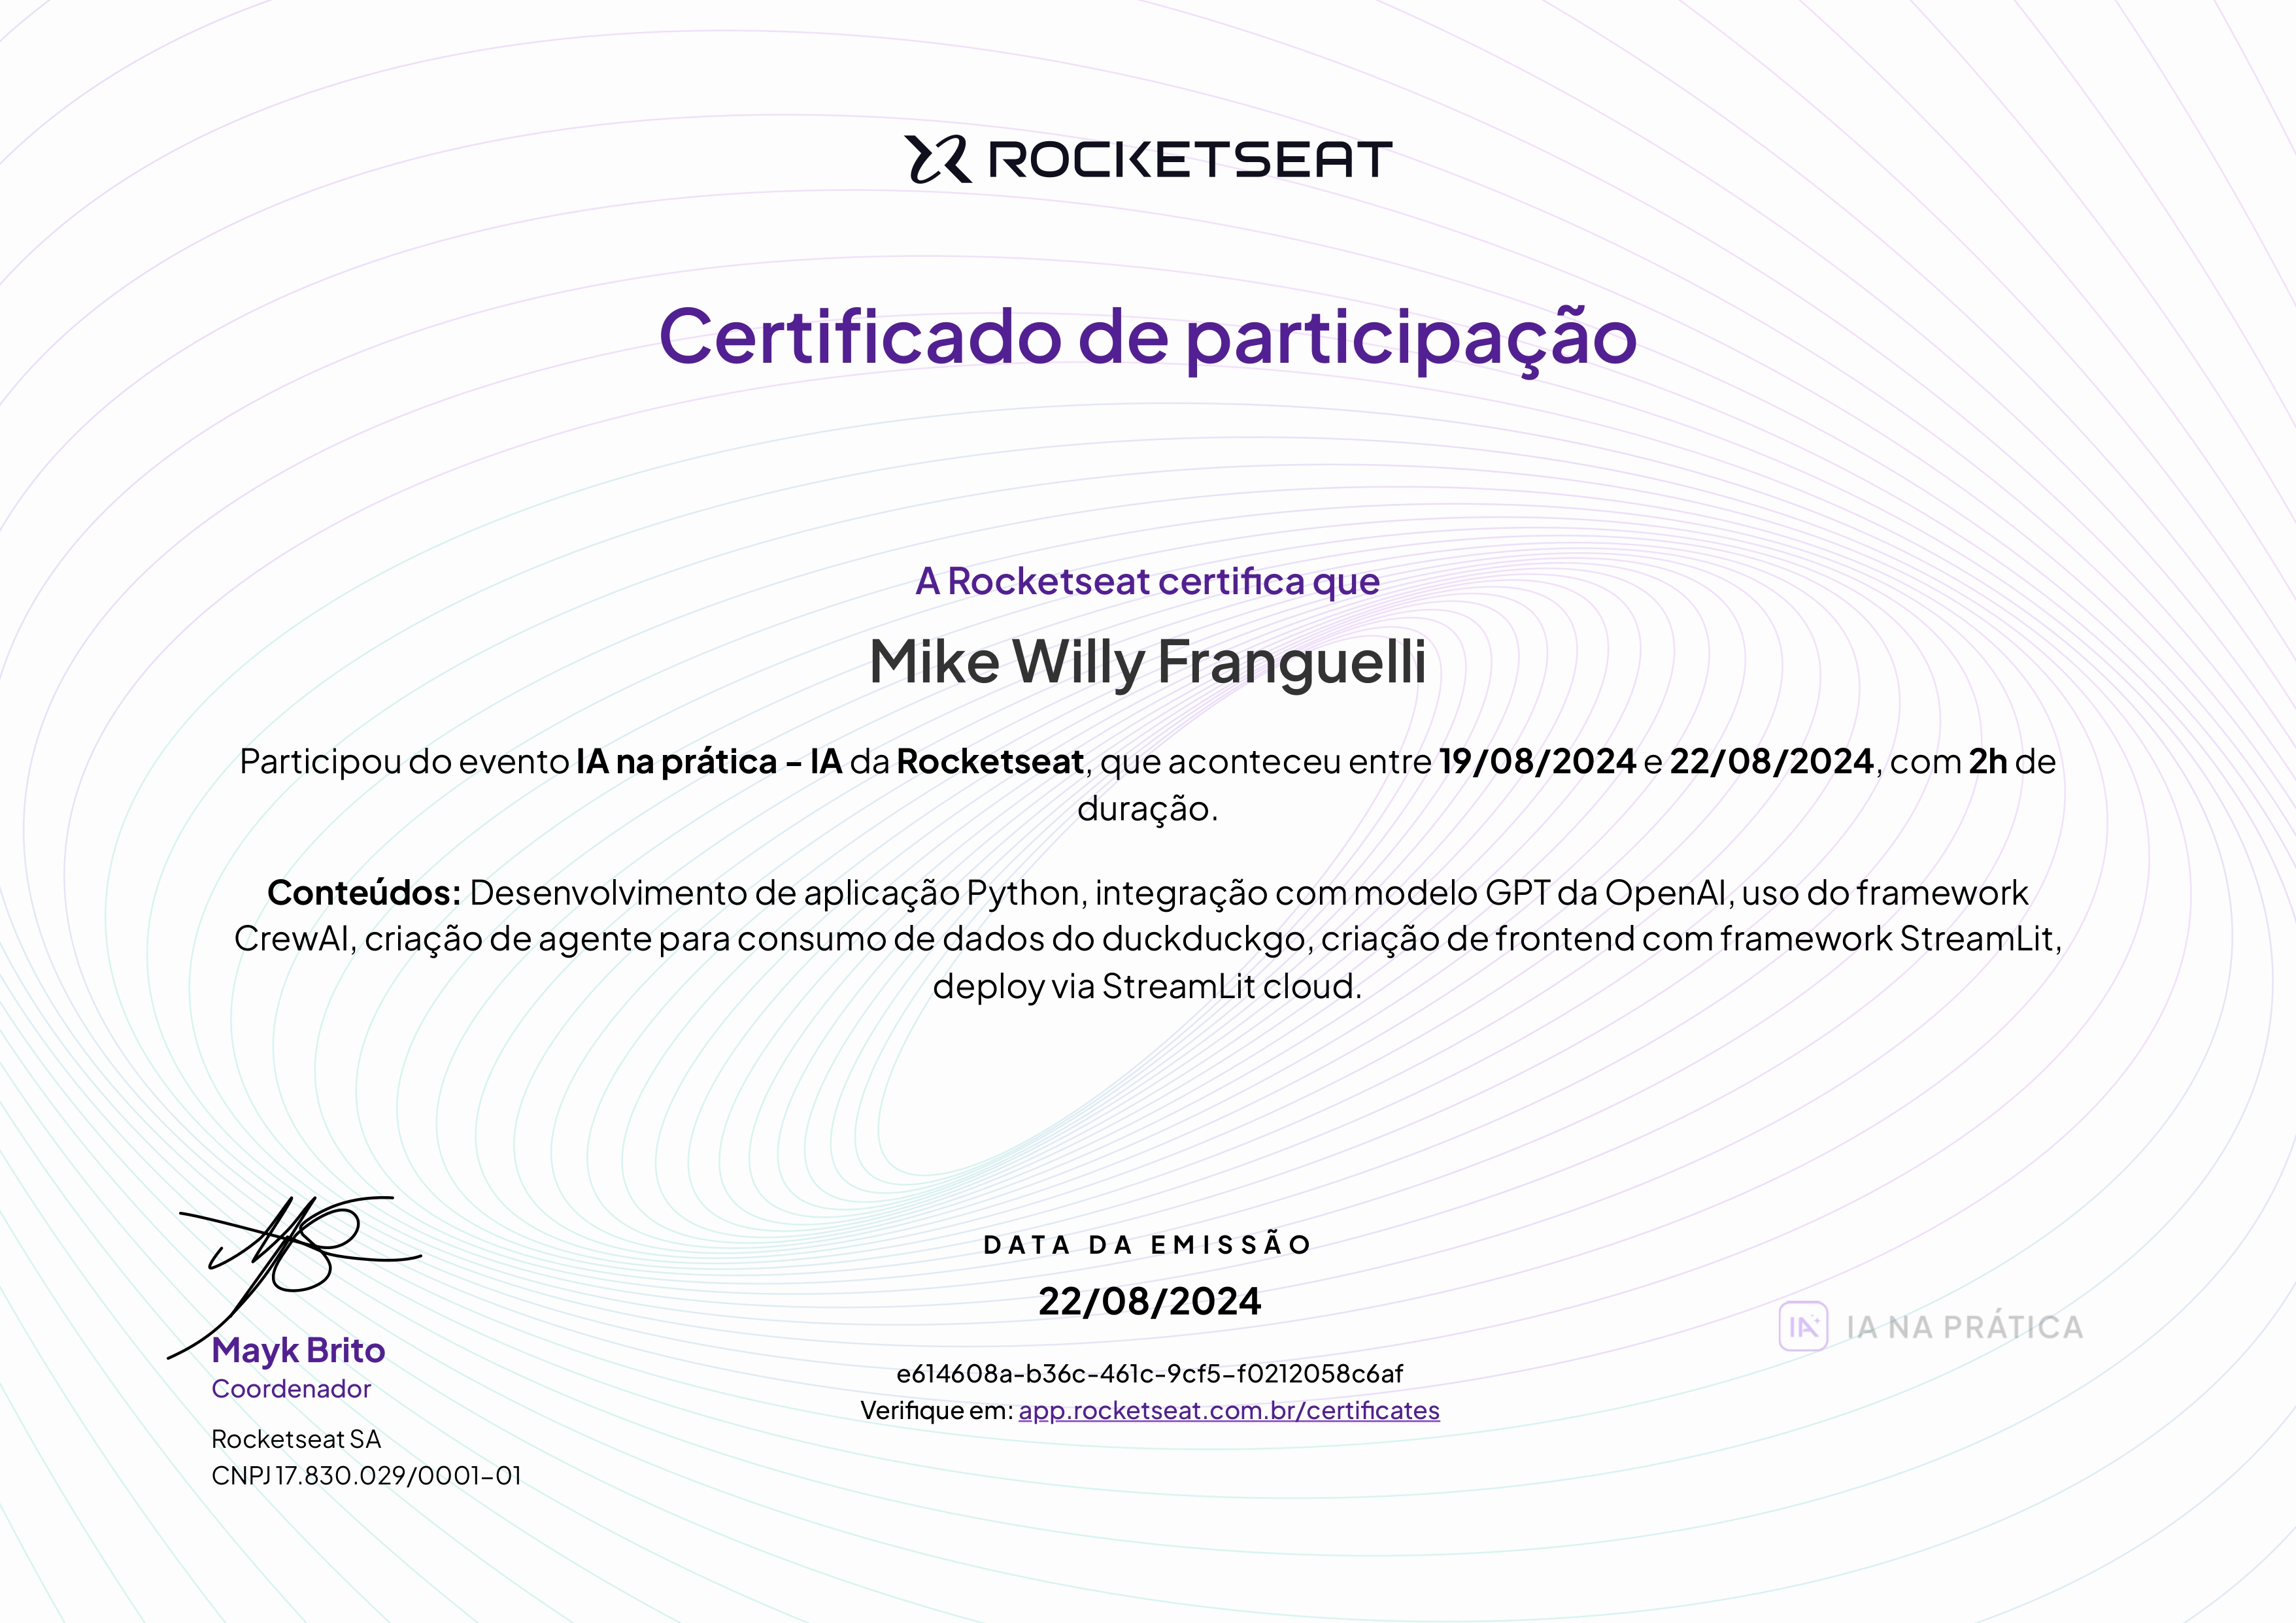 ROCKETSEAT
Certificado de participação
A Rocketseat certifica que
Mike Willy Franguelli
Participou do evento IA na prática - IA da Rocketseat, que aconteceu entre 19/08/2024 e 22/08/2024, com 2h de
duração.
Conteúdos: Desenvolvimento de aplicação Python, integração com modelo GPT da OpenAI, uso do framework
CrewAI, criação de agente para consumo de dados do duckduckgo, criação de frontend com framework StreamLit,
deploy via StreamLit cloud.
DATA DA EMISSÃO
22/08/2024
e614608a-b36c-461c-9cf5-f0212058c6af
Verifique em: app.rocketseat.com.br/certificates
Mayk Brito
Coordenador
Rocketseat SA
CNPJ 17.830.029/0001-01
IA IA NA PRÁTICA